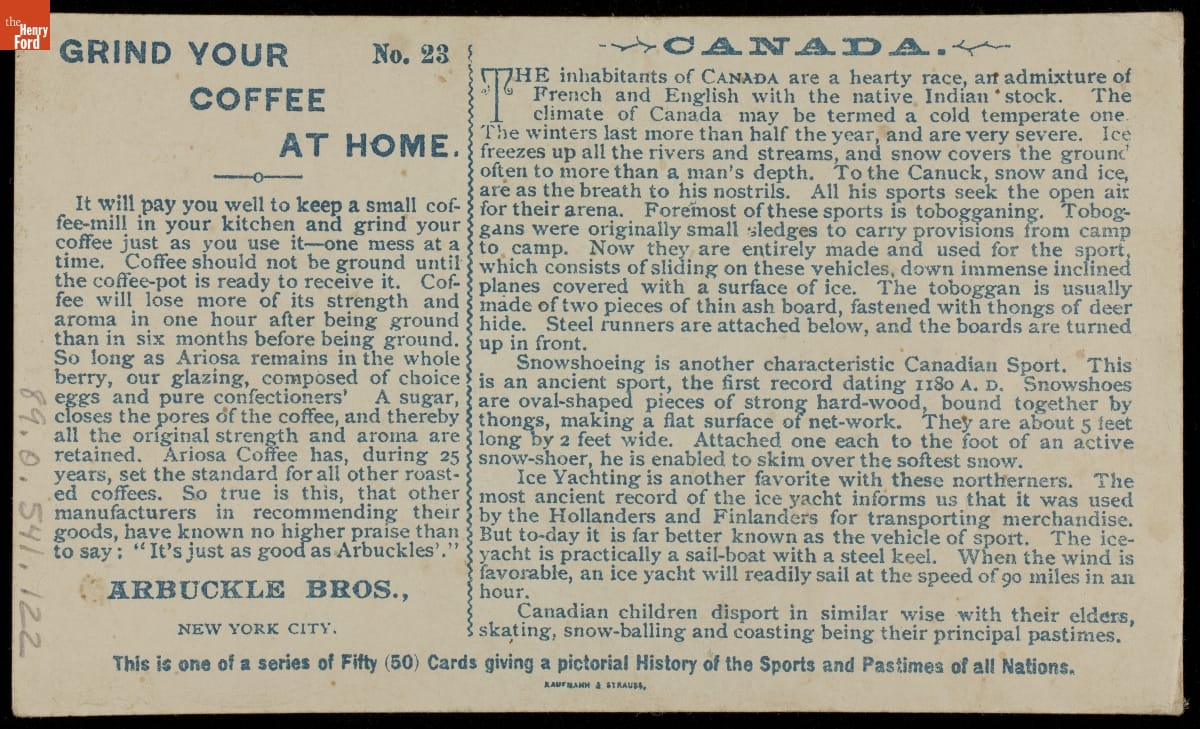 the
Henry
Ford
GRIND YOUR No. 23
COFFEE
AT HOME.
It will pay you well to keep a small cof-
fee-mill in your kitchen and grind your
coffee just as you use it—one mess at a
time. Coffee should not be ground until
the coffee-pot is ready to receive it. Cof-
fee will lose more of its strength and
aroma in one hour after being ground
than in six months before being ground.
So long as Ariosa remains in the whole
berry, our glazing, composed of choice
eggs and pure confectioners' A sugar,
closes the pores of the coffee, and thereby
all the original strength and aroma are
retained. Ariosa Coffee has, during 25
years, set the standard for all other roast-
ed coffees. So true is this, that other
manufacturers in recommending their
goods, have known no higher praise than
to say: "It's just as good as Arbuckles'."
ARBUCKLE BROS.,
NEW YORK CITY.
CANADA.
THE inhabitants of CANADA are a hearty race, an admixture of
French and English with the native Indian stock. The
climate of Canada may be termed a cold temperate one.
The winters last more than half the year, and are very severe. Ice
freezes up all the rivers and streams, and snow covers the ground
often to more than a man's depth. To the Canuck, snow and ice,
are as the breath to his nostrils. All his sports seek the open air
for their arena. Foremost of these sports is tobogganing. Tobog-
gans were originally small sledges to carry provisions from camp
to camp. Now they are entirely made and used for the sport,
which consists of sliding on these vehicles, down immense inclined
planes covered with a surface of ice. The toboggan is usually
made of two pieces of thin ash board, fastened with thongs of deer
hide. Steel runners are attached below, and the boards are turned
up in front.
Snowshoeing is another characteristic Canadian Sport. This
is an ancient sport, the first record dating 1180 A. D. Snowshoes
are oval-shaped pieces of strong hard-wood, bound together by
thongs, making a flat surface of net-work. They are about 5 feet
long by 2 feet wide. Attached one each to the foot of an active
snow-shoer, he is enabled to skim over the softest snow.
Ice Yachting is another favorite with these northerners. The
most ancient record of the ice yacht informs us that it was used
by the Hollanders and Finlanders for transporting merchandise.
But to-day it is far better known as the vehicle of sport. The ice-
yacht is practically a sail-boat with a steel keel. When the wind is
favorable, an ice yacht will readily sail at the speed of 90 miles in an
hour.
Canadian children disport in similar wise with their elders,
skating, snow-balling and coasting being their principal pastimes.
This is one of a series of Fifty (50) Cards giving a pictorial History of the Sports and Pastimes of all Nations.
KAUFMANN & STRAUSS,
89.0.541.122